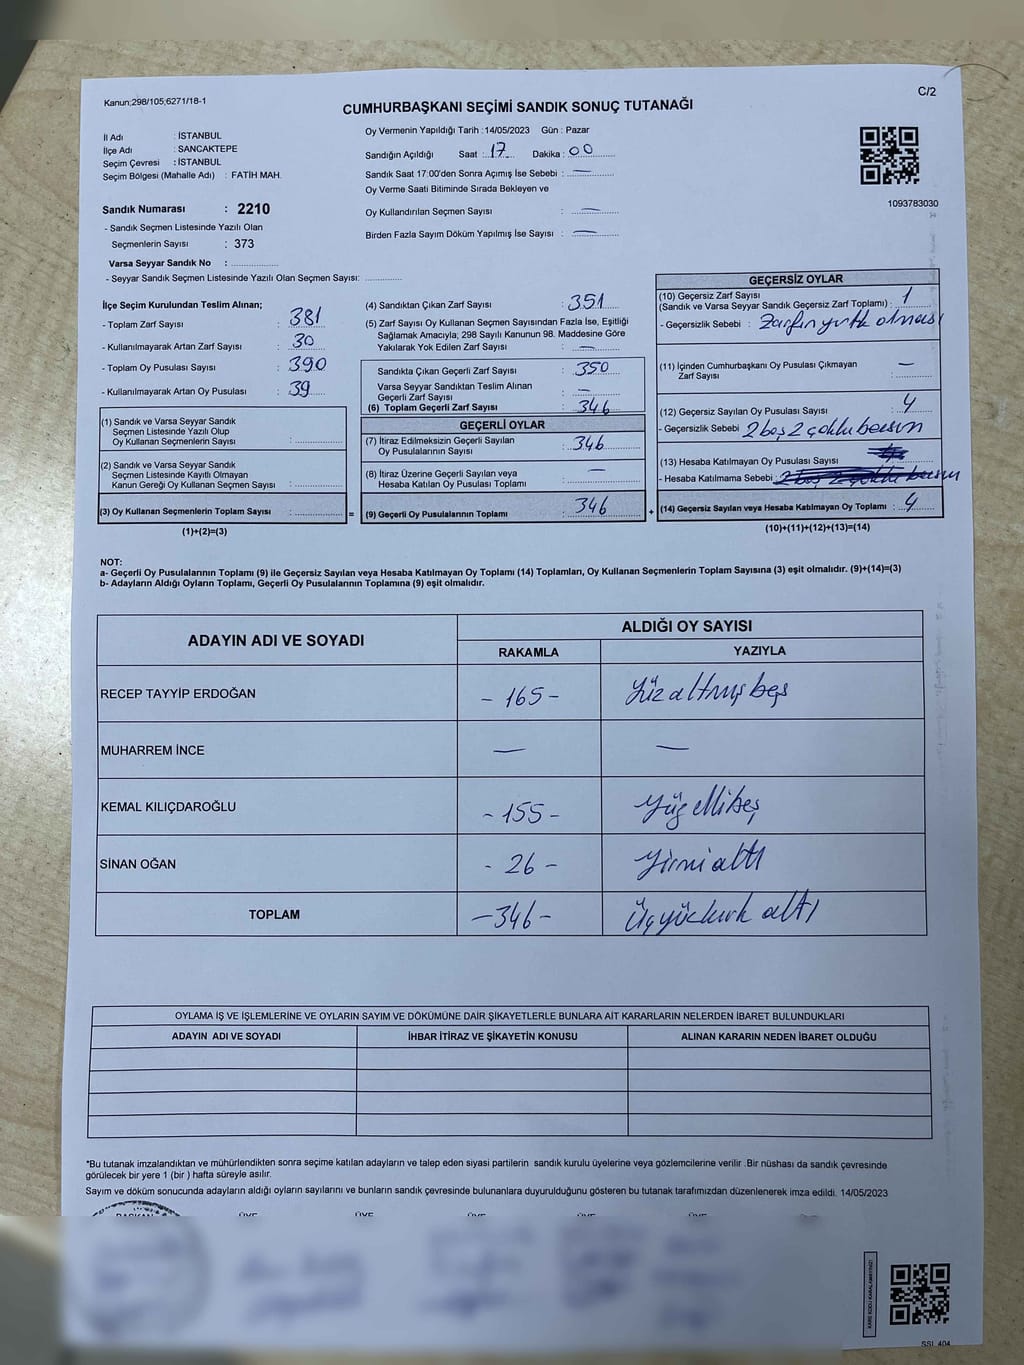 Kanun;298/105;6271/18-1
C/2
CUMHURBAŞKANI SEÇİMİ SANDIK SONUÇ TUTANAĞI
İl Adı : İSTANBUL
İlçe Adı : SANCAKTEPE
Seçim Çevresi : İSTANBUL
Seçim Bölgesi (Mahalle Adı) : FATİH MAH.
Sandık Numarası : 2210
- Sandık Seçmen Listesinde Yazılı Olan
Seçmenlerin Sayısı : 373
Varsa Seyyar Sandık No :
- Seyyar Sandık Seçmen Listesinde Yazılı Olan Seçmen Sayısı:
Oy Vermenin Yapıldığı Tarih :14/05/2023 Gün : Pazar
Sandığın Açıldığı Saat : 17 Dakika : 00
Sandık Saat 17:00'den Sonra Açımış İse Sebebi : —
Oy Verme Saati Bitiminde Sırada Bekleyen ve
Oy Kullandırılan Seçmen Sayısı : —
Birden Fazla Sayım Döküm Yapılmış İse Sayısı : —
1093783030
İlçe Seçim Kurulundan Teslim Alınan;
- Toplam Zarf Sayısı : 381
- Kullanılmayarak Artan Zarf Sayısı : 30
- Toplam Oy Pusulası Sayısı : 390
- Kullanılmayarak Artan Oy Pusulası : 39
(1) Sandık ve Varsa Seyyar Sandık
Seçmen Listesinde Yazılı Olup
Oy Kullanan Seçmenlerin Sayısı :
(2) Sandık ve Varsa Seyyar Sandık
Seçmen Listesinde Kayıtlı Olmayan
Kanun Gereği Oy Kullanan Seçmen Sayısı :
(3) Oy Kullanan Seçmenlerin Toplam Sayısı :
(1)+(2)=(3)
=
(4) Sandıktan Çıkan Zarf Sayısı : 351
(5) Zarf Sayısı Oy Kullanan Seçmen Sayısından Fazla İse, Eşitliği
Sağlamak Amacıyla; 298 Sayılı Kanunun 98. Maddesine Göre
Yakılarak Yok Edilen Zarf Sayısı : —
Sandıkta Çıkan Geçerli Zarf Sayısı : 350
Varsa Seyyar Sandıktan Teslim Alınan
Geçerli Zarf Sayısı : —
(6) Toplam Geçerli Zarf Sayısı : 346
GEÇERLİ OYLAR
(7) İtiraz Edilmeksizin Geçerli Sayılan
Oy Pusulalarının Sayısı : 346
(8) İtiraz Üzerine Geçerli Sayılan veya
Hesaba Katılan Oy Pusulası Toplamı : —
(9) Geçerli Oy Pusulalarının Toplamı : 346
+
GEÇERSİZ OYLAR
(10) Geçersiz Zarf Sayısı
(Sandık ve Varsa Seyyar Sandık Geçersiz Zarf Toplamı) : 1
- Geçersizlik Sebebi : Zarfın yırtık olması
(11) İçinden Cumhurbaşkanı Oy Pusulası Çıkmayan
Zarf Sayısı : —
(12) Geçersiz Sayılan Oy Pusulası Sayısı : 4
- Geçersizlik Sebebi : 2 boş 2 çoklu basım
(13) Hesaba Katılmayan Oy Pusulası Sayısı :
- Hesaba Katılmama Sebebi :
(14) Geçersiz Sayılan veya Hesaba Katılmayan Oy Toplamı : 4
(10)+(11)+(12)+(13)=(14)
NOT:
a- Geçerli Oy Pusulalarının Toplamı (9) ile Geçersiz Sayılan veya Hesaba Katılmayan Oy Toplamı (14) Toplamları, Oy Kullanan Seçmenlerin Toplam Sayısına (3) eşit olmalıdır. (9)+(14)=(3)
b- Adayların Aldığı Oyların Toplamı, Geçerli Oy Pusulalarının Toplamına (9) eşit olmalıdır.
ADAYIN ADI VE SOYADI
ALDIĞI OY SAYISI
RAKAMLA YAZIYLA
RECEP TAYYİP ERDOĞAN - 165 - Yüz altmış beş
MUHARREM İNCE — —
KEMAL KILIÇDAROĞLU - 155 - Yüz elli beş
SİNAN OĞAN - 26 - Yirmi altı
TOPLAM - 346 - Üçyüzkırk altı
OYLAMA İŞ VE İŞLEMLERİNE VE OYLARIN SAYIM VE DÖKÜMÜNE DAİR ŞİKAYETLERLE BUNLARA AİT KARARLARIN NELERDEN İBARET BULUNDUKLARI
ADAYIN ADI VE SOYADI İHBAR İTİRAZ VE ŞİKAYETİN KONUSU ALINAN KARARIN NEDEN İBARET OLDUĞU
*Bu tutanak imzalandıktan ve mühürlendikten sonra seçime katılan adayların ve talep eden siyasi partilerin sandık kurulu üyelerine veya gözlemcilerine verilir .Bir nüshası da sandık çevresinde
görülecek bir yere 1 (bir ) hafta süreyle asılır.
Sayım ve döküm sonucunda adayların aldığı oyların sayılarını ve bunların sandık çevresinde bulunanlara duyurulduğunu gösteren bu tutanak tarafımızdan düzenlenerek imza edildi. 14/05/2023
BAŞKAN ÜYE ÜYE ÜYE ÜYE ÜYE ÜYE
KARE KODU KARALAMAYINIZ!
SSL 404